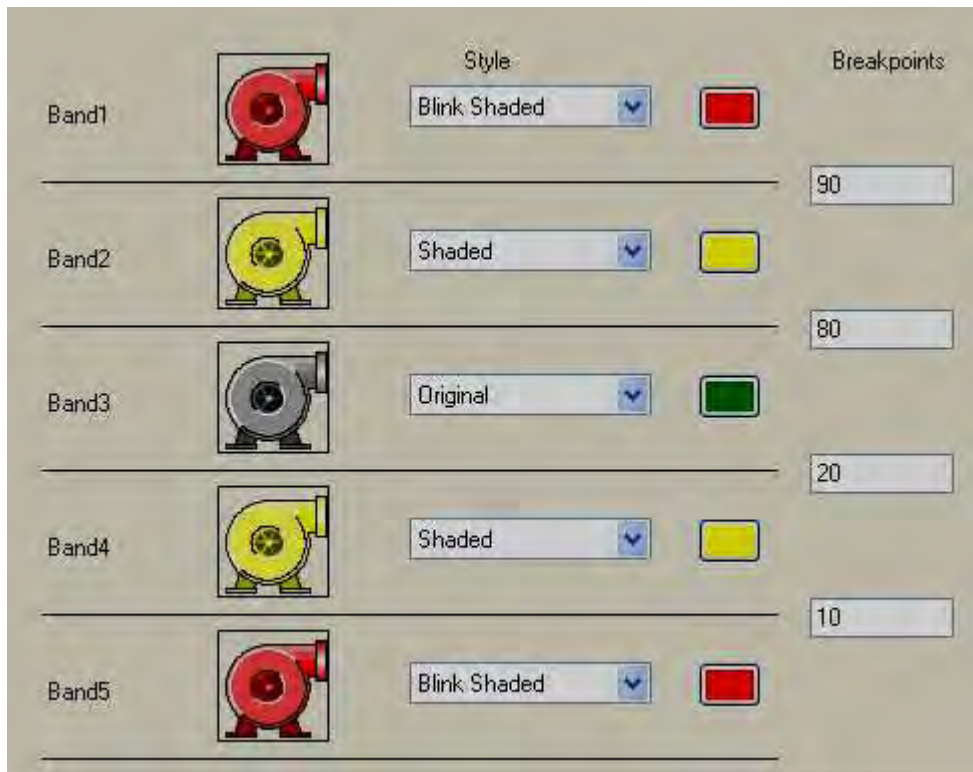 Style Breakpoints
Band1 Blink Shaded
90
Band2 Shaded
80
Band3 Original
20
Band4 Shaded
10
Band5 Blink Shaded